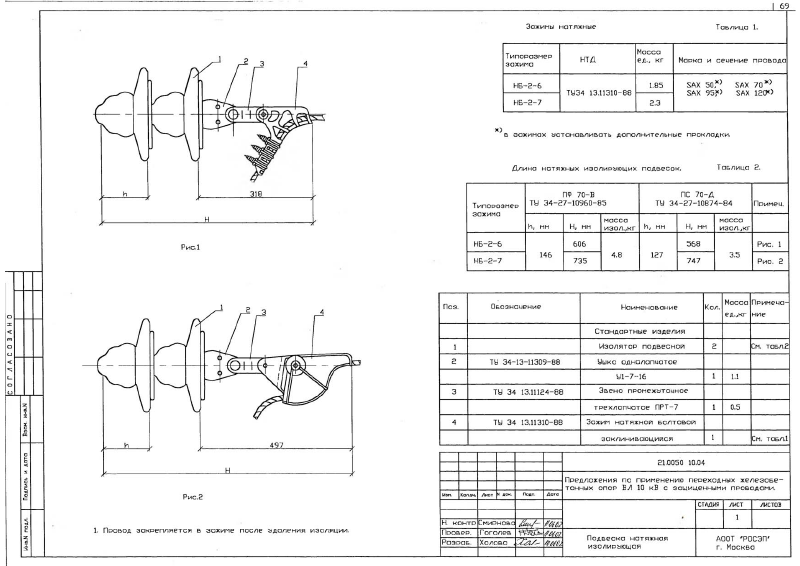 69
Зажимы натяжные Таблица 1.
Типоразмер зажима НТД Масса ед., кг Марка и сечение провода
НБ-2-6 ТУ34 13.11310-88 1.85 SAX 50,*) SAX 70*)
SAX 95,*) SAX 120*)
НБ-2-7 2.3
*) в зажимах устанавливать дополнительные прокладки.
Длина натяжных изолирующих подвесок. Таблица 2.
Типоразмер зажима ПФ 70-В ТУ 34-27-10960-85 ПС 70-Д ТУ 34-27-10874-84 Примеч.
h, мм H, мм масса изол.,кг h, мм H, мм масса изол.,кг
НБ-2-6 146 606 4.8 127 568 3.5 Рис. 1
НБ-2-7 735 747 Рис. 2
1 2 3 4
h 318
H
Рис.1
1 2 3 4
h 497
H
Рис.2
1. Провод закрепляется в зажиме после удаления изоляции.
Поз. Обозначение Наименование Кол. Масса ед.,кг Примечание
Стандартные изделия
1 Изолятор подвесной 2 См. табл.2
2 ТУ 34-13-11309-88 Ушко однолапчатое
У1-7-16 1 1.1
3 ТУ 34 13.11124-88 Звено промежуточное
трехлапчатое ПРТ-7 1 0.5
4 ТУ 34 13.11310-88 Зажим натяжной болтовой
заклинивающийся 1 См. табл.1
21.0050 10.04
Предложения по применению переходных железобетонных опор ВЛ 10 кВ с защищенными проводами.
Изм. Колич. Лист N док. Подп. Дата
СТАДИЯ ЛИСТ ЛИСТОВ
1
Н. контр Смирнова
Провер. Гоголев
Разраб. Холова
Подвеска натяжная изолирующая
АООТ "РОСЭП"
г. Москва
СОГЛАСОВАНО
Взам. инв.N
Подпись и дата
Инв.N подл.